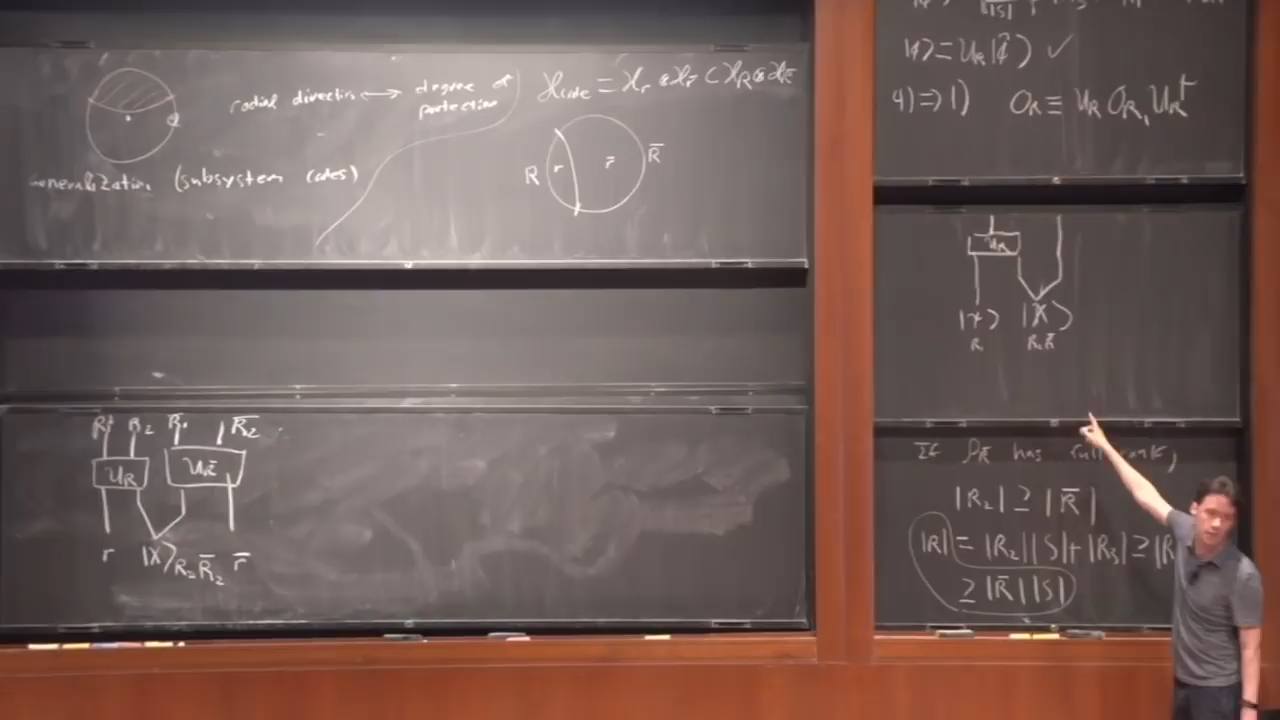 radial direction ⟷ degree of
protection
Generalization (subsystem codes)
H_code = H_r ⊗ H_r̄ ⊂ H_R ⊗ H_R̄
R r r̄ R̄
R₁ R₂ R̄₁ R̄₂
U_R U_R̄
r |χ⟩_{R₂R̄₂} r̄
|ψ⟩ = U_R |ψ̃⟩ ✓
4) ⇒ 1) O_R ≡ U_R O_{R₁} U_R†
U_R
|ψ⟩ |χ⟩
R₁ R₂R̄
If ρ_R̄ has full rank,
|R₂| ≥ |R̄|
|R| = |R₂||S| + |R₃| ≥ |R
≥ |R̄||S|